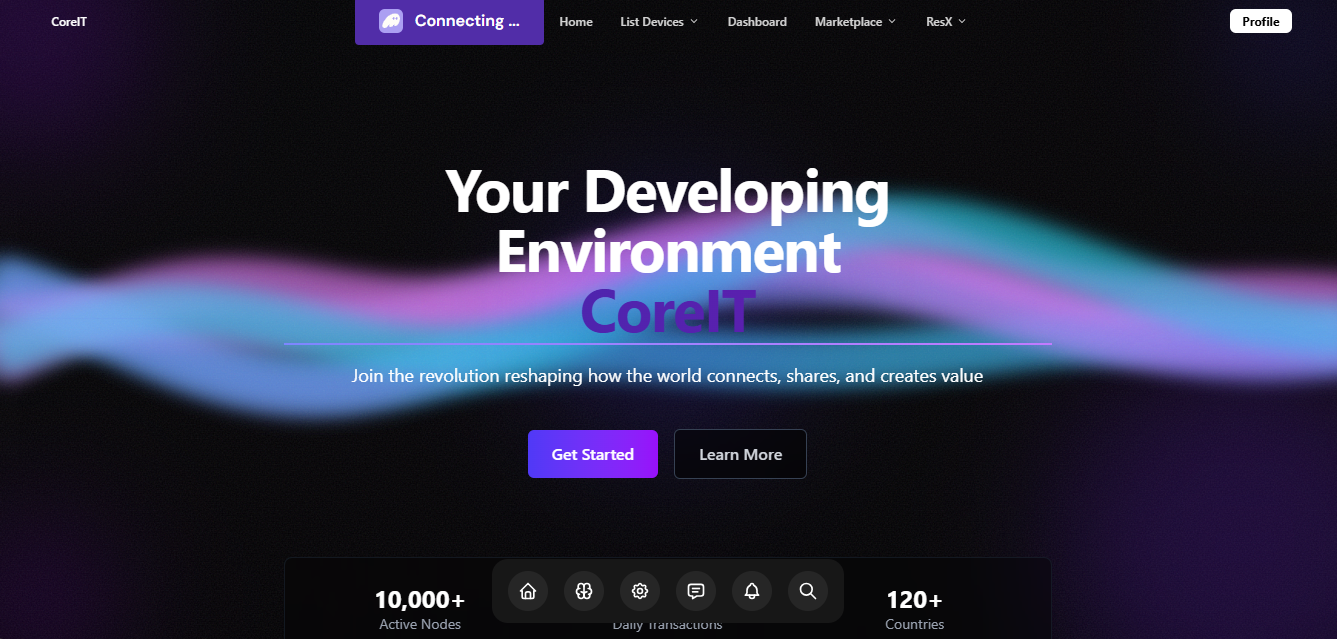 CoreIT
Connecting ...
Home
List Devices
Dashboard
Marketplace
ResX
Profile
Your Developing
Environment
CoreIT
Join the revolution reshaping how the world connects, shares, and creates value
Get Started
Learn More
10,000+
120+
Active Nodes
Daily Transactions
Countries